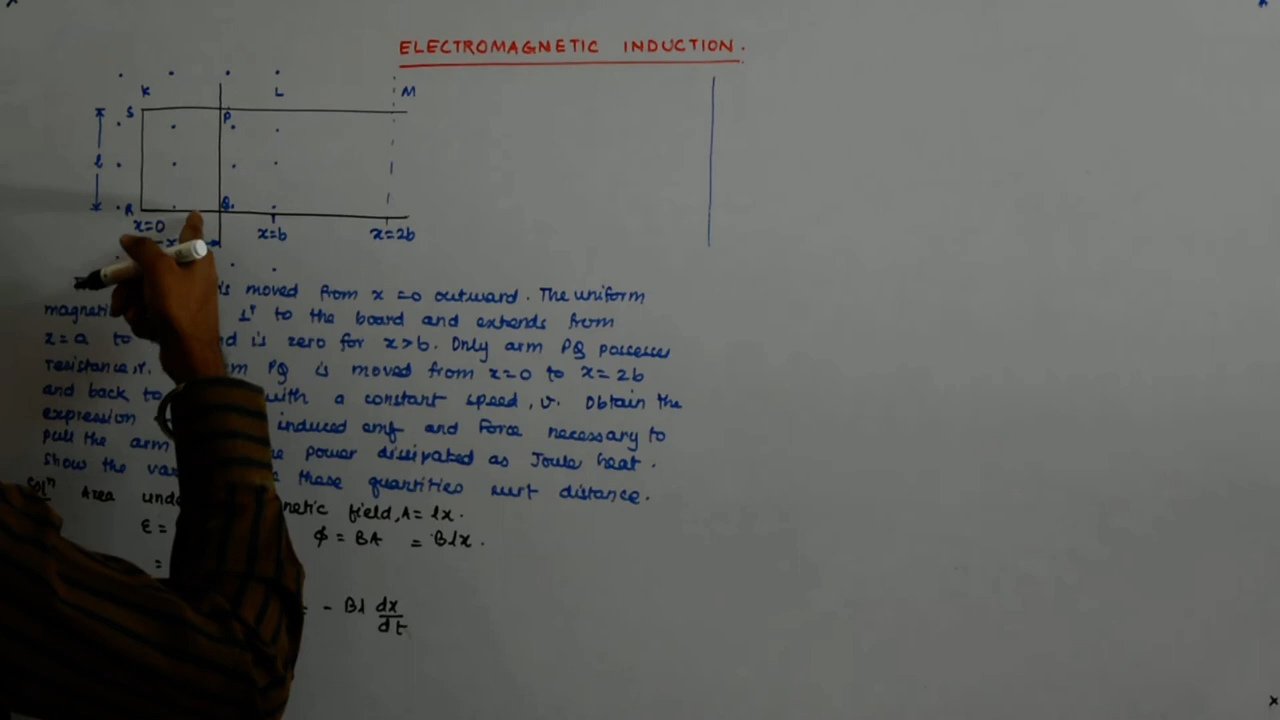 ELECTROMAGNETIC INDUCTION.
K L M
S P
l
R Q
x=0 x=b x=2b
x
is moved from x=0 outward. The uniform
magneti ⊥r to the board and extends from
x=a to d is zero for x>b. Only arm PQ possesses
resistance, r. m PQ is moved from x=0 to x=2b
and back to with a constant speed, v. Obtain the
expression induced emf and Force necessary to
pull the arm power dissipated as Joule heat.
Show the va these quantities wrt distance.
Soln Area unde netic field, A= lx.
ε= φ = BA = Blx.
=
= - Bl dx/dt